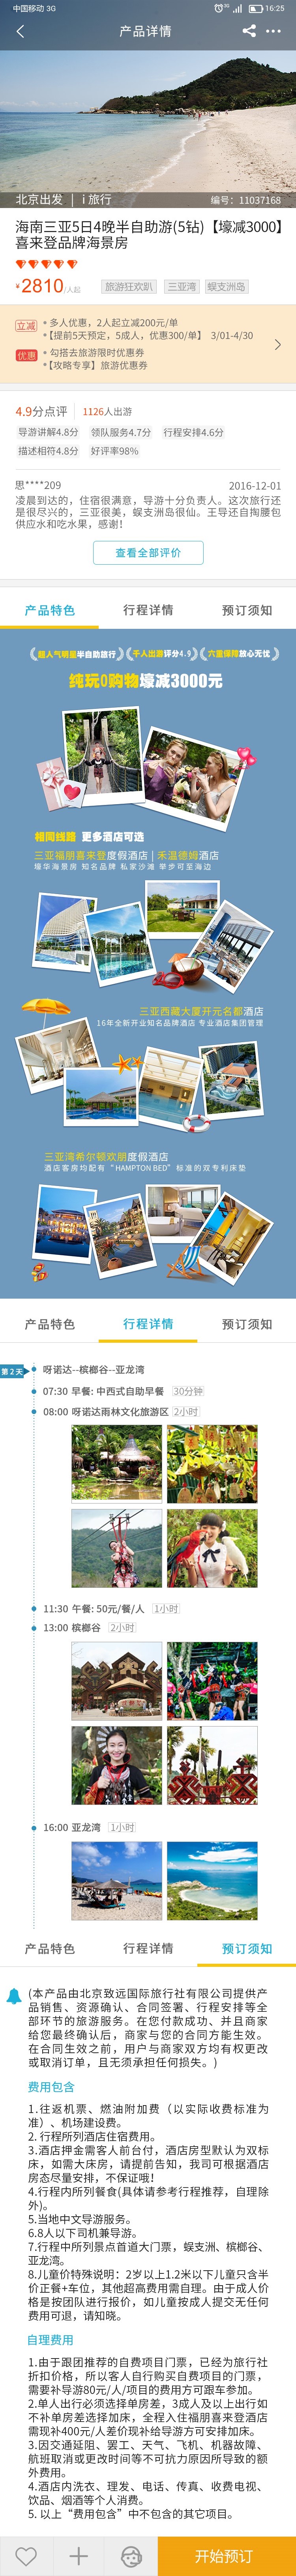 中国移动 3G
3G
16:25
产品详情
北京出发 | i 旅行
编号：11037168
海南三亚5日4晚半自助游(5钻)【壕减3000】
喜来登品牌海景房
¥2810/人起
旅游狂欢趴
三亚湾
蜈支洲岛
立减
* 多人优惠，2人起立减200元/单
*【提前5天预定，5成人，优惠300/单】 3/01-4/30
优惠
* 勾搭去旅游限时优惠券
*【攻略专享】旅游优惠券
4.9分点评
1126人出游
导游讲解4.8分
领队服务4.7分
行程安排4.6分
描述相符4.8分
好评率98%
思****209
2016-12-01
凌晨到达的，住宿很满意，导游十分负责人。这次旅行还
是很尽兴的，三亚很美，蜈支洲岛很仙。王导还自掏腰包
供应水和吃水果，感谢！
查看全部评价
产品特色
行程详情
预订须知
超人气明星半自助旅行
千人出游评分4.9
六重保障放心无忧
纯玩0购物壕减3000元
相同线路 更多酒店可选
三亚福朋喜来登度假酒店 | 禾温德姆酒店
壕华海景房 知名品牌 私家沙滩 举步可至海边
三亚西藏大厦开元名都酒店
16年全新开业知名品牌酒店 专业酒店集团管理
三亚湾希尔顿欢朋度假酒店
酒店客房均配有 “HAMPTON BED” 标准的双专利床垫
产品特色
行程详情
预订须知
第2天
呀诺达--槟榔谷--亚龙湾
07:30 早餐: 中西式自助早餐 30分钟
08:00 呀诺达雨林文化旅游区 2小时
11:30 午餐: 50元/餐/人 1小时
13:00 槟榔谷 2小时
16:00 亚龙湾 1小时
产品特色
行程详情
预订须知
(本产品由北京致远国际旅行社有限公司提供产
品销售、资源确认、合同签署、行程安排等全
部环节的旅游服务。在您付款成功、并且商家
给您最终确认后，商家与您的合同方能生效。
在合同生效之前，用户与商家双方均有权更改
或取消订单，且无须承担任何损失。)
费用包含
1.往返机票、燃油附加费（以实际收费标准为
准）、机场建设费。
2. 行程所列酒店住宿费用。
3.酒店押金需客人前台付，酒店房型默认为双标
床，如需大床房，请提前告知，我司可根据酒店
房态尽量安排，不保证哦！
4.行程内所列餐食(具体请参考行程推荐，自理除
外)。
5.当地中文导游服务。
6.8人以下司机兼导游。
7.行程中所列景点首道大门票，蜈支洲、槟榔谷、
亚龙湾。
8.儿童价特殊说明：2岁以上1.2米以下儿童只含半
价正餐+车位，其他超高费用需自理。由于成人价
格是按团队进行报价，如儿童按成人提交无任何
费用可退，请知晓。
自理费用
1.由于跟团推荐的自费项目门票，已经为旅行社
折扣价格，所以客人自行购买自费项目的门票，
需要补导游80元/人/项目的费用方可跟车参加。
2.单人出行必须选择单房差，3成人及以上出行如
不补单房差选择加床，全程入住福朋喜来登酒店
需现补400元/人差价现补给导游方可安排加床。
3.因交通延阻、罢工、天气、飞机、机器故障、
航班取消或更改时间等不可抗力原因所导致的额
外费用。
4.酒店内洗衣、理发、电话、传真、收费电视、
饮品、烟酒等个人消费。
5. 以上 “费用包含” 中不包含的其它项目。
开始预订